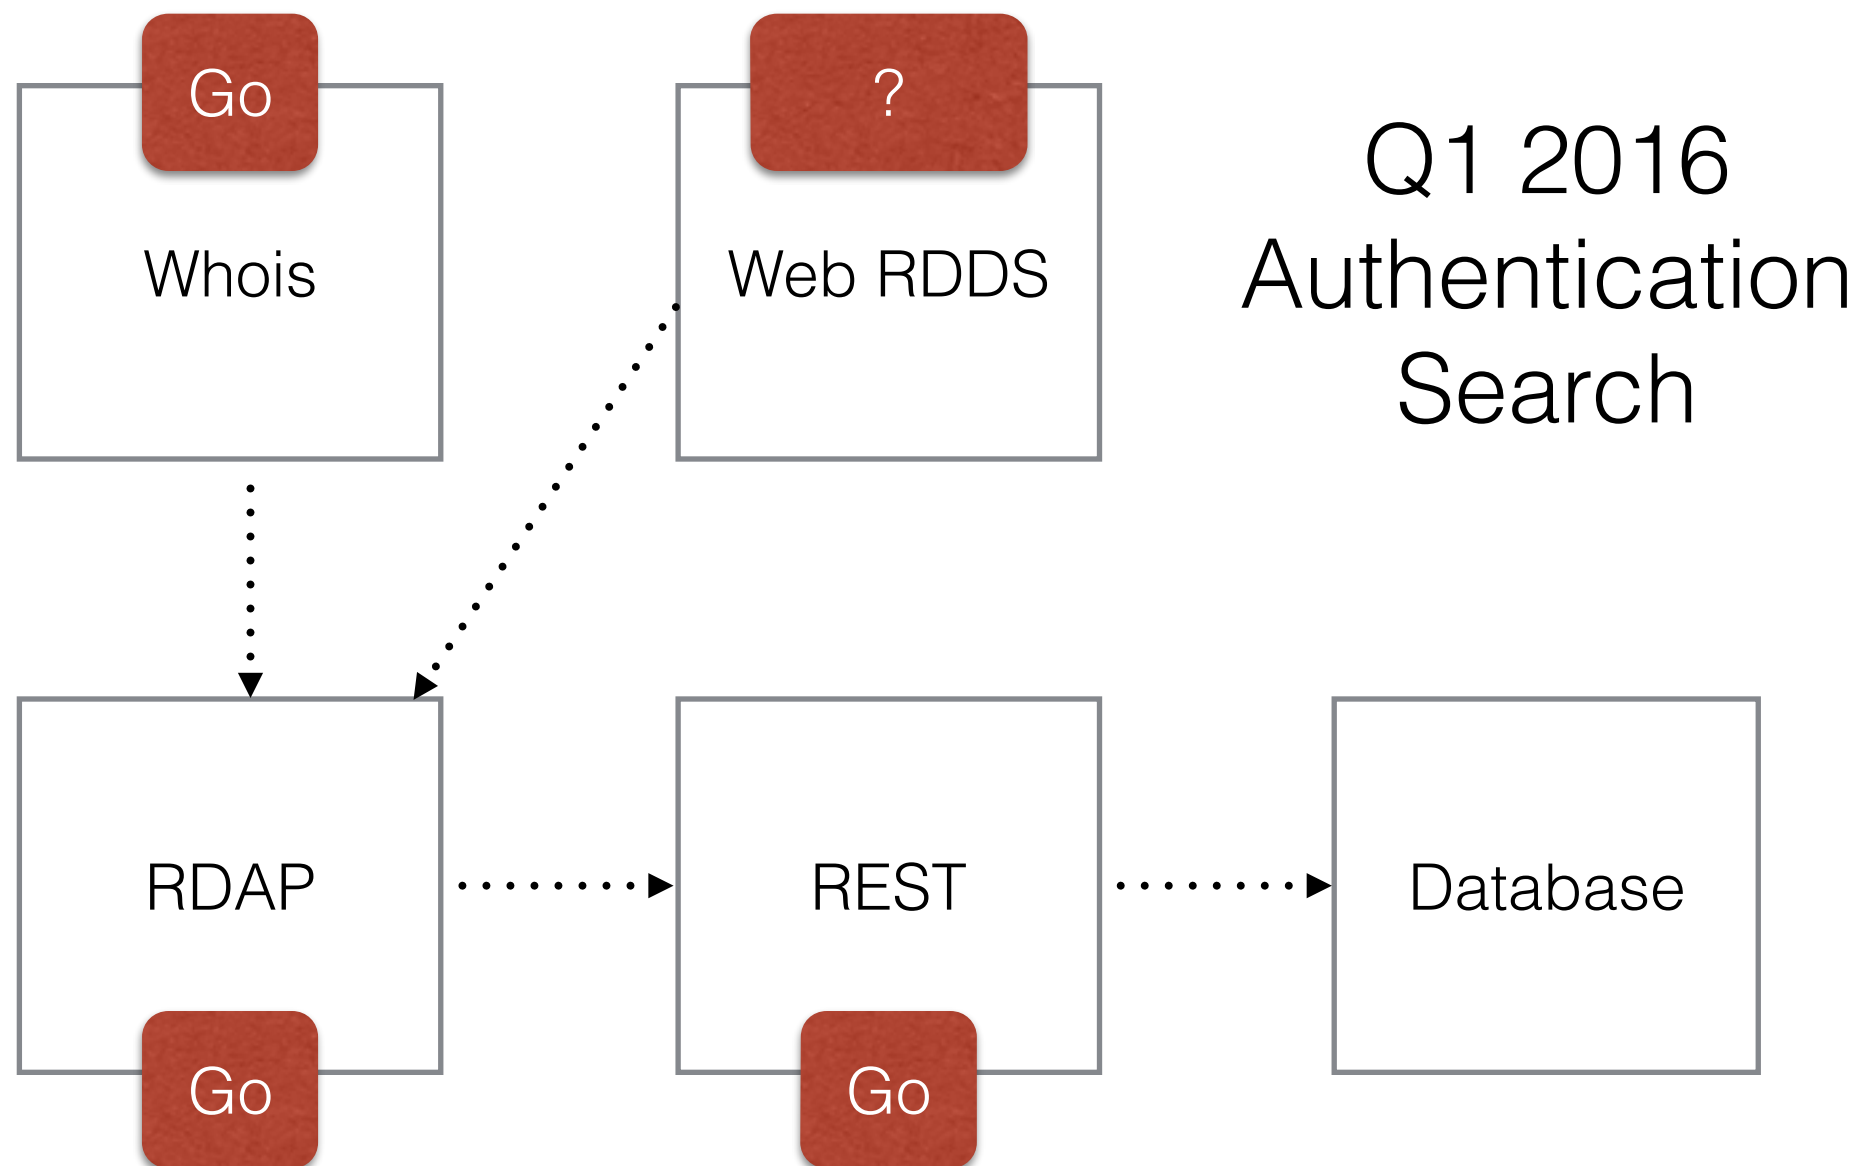 Go
?
Whois
Web RDDS
Q1 2016
Authentication
Search
RDAP
REST
Database
Go
Go